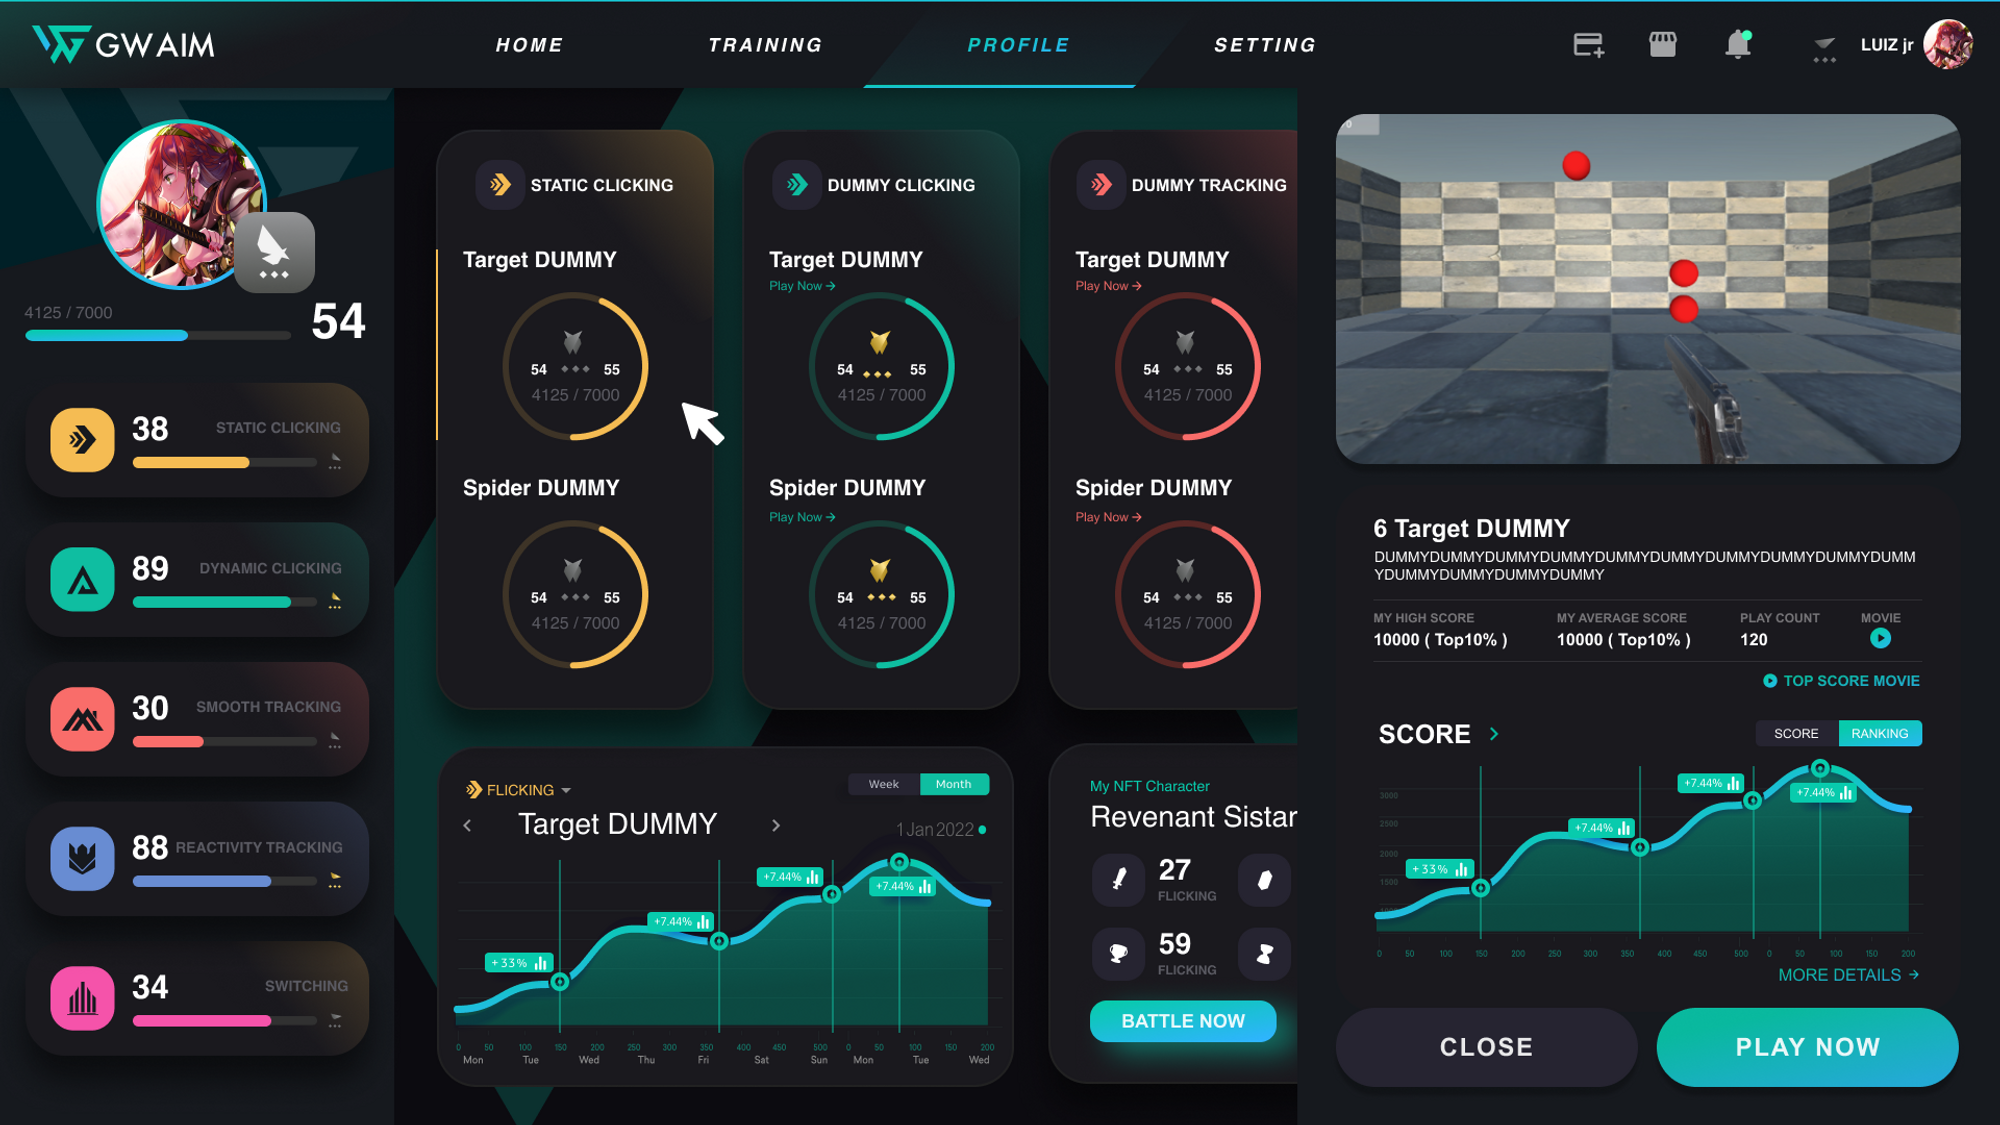 GW AIM
HOME
TRAINING
PROFILE
SETTING
LUIZ jr
4125 / 7000
54
38
STATIC CLICKING
89
DYNAMIC CLICKING
30
SMOOTH TRACKING
88
REACTIVITY TRACKING
34
SWITCHING
STATIC CLICKING
Target DUMMY
54
55
4125 / 7000
Spider DUMMY
54
55
4125 / 7000
DUMMY CLICKING
Target DUMMY
Play Now →
54
55
4125 / 7000
Spider DUMMY
Play Now →
54
55
4125 / 7000
DUMMY TRACKING
Target DUMMY
Play Now →
54
55
4125 / 7000
Spider DUMMY
Play Now →
54
55
4125 / 7000
FLICKING
Week
Month
Target DUMMY
1 Jan 2022
+33%
+7.44%
+7.44%
+7.44%
0 50 100 150 200 250 300 350 400 450 500 0 50 100 150 200
Mon Tue Wed Thu Fri Sat Sun Mon Tue Wed
My NFT Character
Revenant Sistar
27
FLICKING
59
FLICKING
BATTLE NOW
0
6 Target DUMMY
DUMMYDUMMYDUMMYDUMMYDUMMYDUMMYDUMMYDUMMYDUMMYDUMM
YDUMMYDUMMYDUMMYDUMMY
MY HIGH SCORE
10000 ( Top10% )
MY AVERAGE SCORE
10000 ( Top10% )
PLAY COUNT
120
MOVIE
TOP SCORE MOVIE
SCORE
SCORE
RANKING
3000
2500
2000
1500
+33%
+7.44%
+7.44%
+7.44%
0 50 100 150 200 250 300 350 400 450 500 0 50 100 150 200
MORE DETAILS →
CLOSE
PLAY NOW